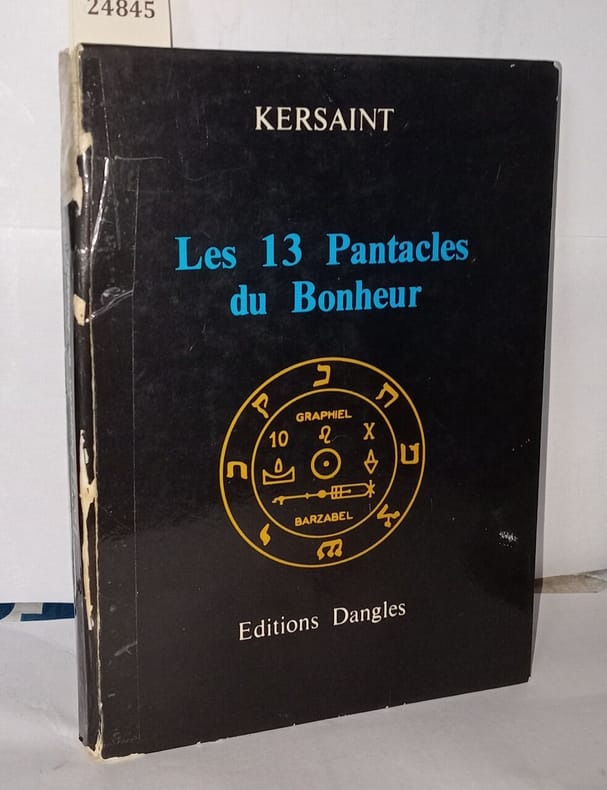 24845
KERSAINT
Les 13 Pantacles
du Bonheur
GRAPHIEL
10 ♌ X
BARZABEL
Editions Dangles